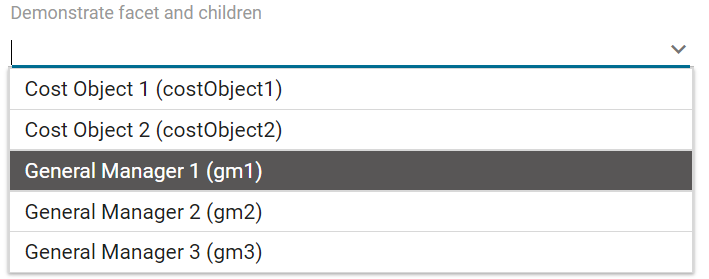 Demonstrate facet and children
Cost Object 1 (costObject1)
Cost Object 2 (costObject2)
General Manager 1 (gm1)
General Manager 2 (gm2)
General Manager 3 (gm3)